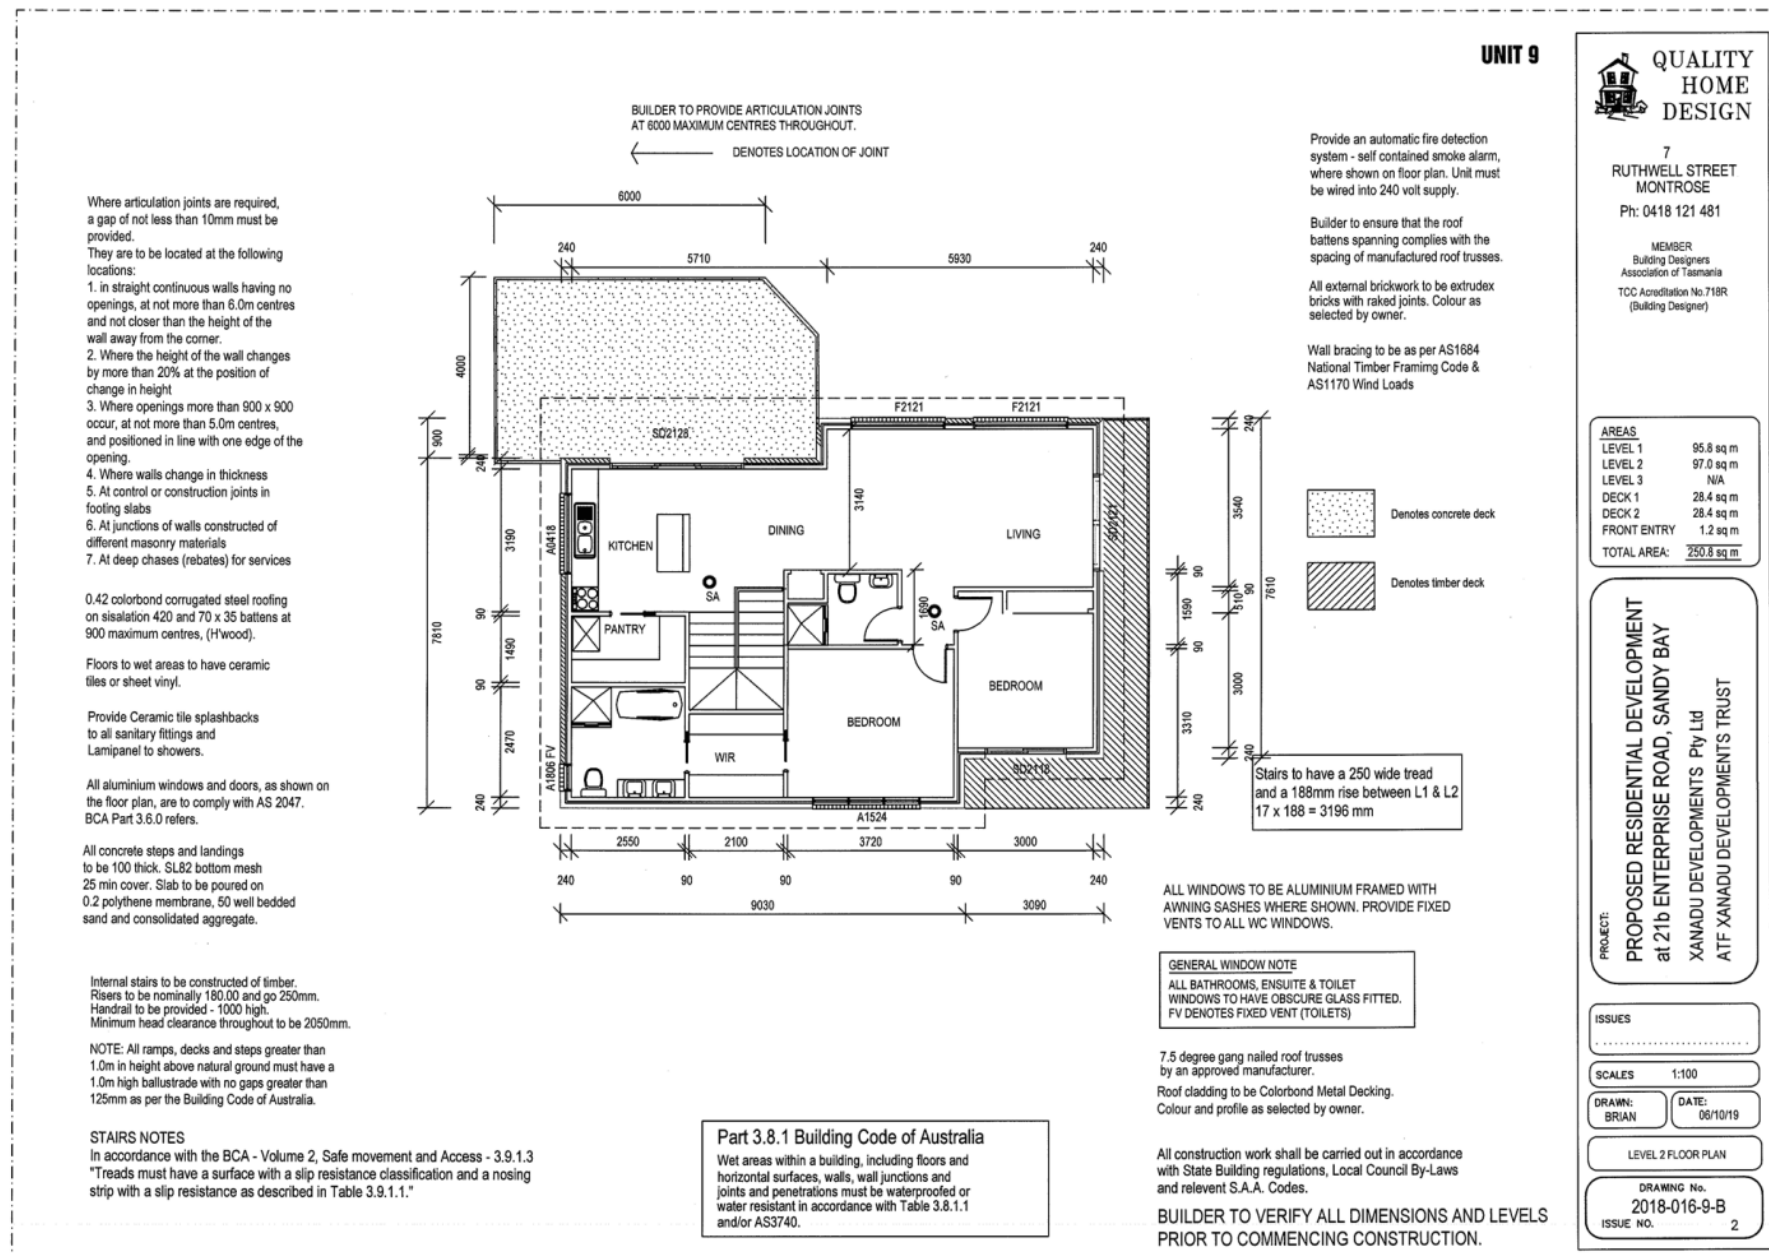 UNIT 9
BUILDER TO PROVIDE ARTICULATION JOINTS
AT 6000 MAXIMUM CENTRES THROUGHOUT.
DENOTES LOCATION OF JOINT
Where articulation joints are required,
a gap of not less than 10mm must be
provided.
They are to be located at the following
locations:
1. in straight continuous walls having no
openings, at not more than 6.0m centres
and not closer than the height of the
wall away from the corner.
2. Where the height of the wall changes
by more than 20% at the position of
change in height
3. Where openings more than 900 x 900
occur, at not more than 5.0m centres,
and positioned in line with one edge of the
opening.
4. Where walls change in thickness
5. At control or construction joints in
footing slabs
6. At junctions of walls constructed of
different masonry materials
7. At deep chases (rebates) for services
0.42 colorbond corrugated steel roofing
on sisalation 420 and 70 x 35 battens at
900 maximum centres, (H'wood).
Floors to wet areas to have ceramic
tiles or sheet vinyl.
Provide Ceramic tile splashbacks
to all sanitary fittings and
Lamipanel to showers.
All aluminium windows and doors, as shown on
the floor plan, are to comply with AS 2047.
BCA Part 3.6.0 refers.
All concrete steps and landings
to be 100 thick. SL82 bottom mesh
25 min cover. Slab to be poured on
0.2 polythene membrane, 50 well bedded
sand and consolidated aggregate.
Internal stairs to be constructed of timber.
Risers to be nominally 180.00 and go 250mm.
Handrail to be provided - 1000 high.
Minimum head clearance throughout to be 2050mm.
NOTE: All ramps, decks and steps greater than
1.0m in height above natural ground must have a
1.0m high ballustrade with no gaps greater than
125mm as per the Building Code of Australia.
STAIRS NOTES
In accordance with the BCA - Volume 2, Safe movement and Access - 3.9.1.3
"Treads must have a surface with a slip resistance classification and a nosing
strip with a slip resistance as described in Table 3.9.1.1."
6000
240
5710
5930
240
4000
900
240
7810
3190
90
1490
90
2470
240
SD2128
F2121
F2121
A0418
KITCHEN
DINING
3140
LIVING
SD2121
SA
PANTRY
1690
SA
BEDROOM
BEDROOM
WIR
A1806 FV
A1524
SD2118
240
3540
90
510
3000
240
7610
90
1590
90
3310
240
2550
2100
3720
3000
240
90
90
90
240
9030
3090
Stairs to have a 250 wide tread
and a 188mm rise between L1 & L2
17 x 188 = 3196 mm
Provide an automatic fire detection
system - self contained smoke alarm,
where shown on floor plan. Unit must
be wired into 240 volt supply.
Builder to ensure that the roof
battens spanning complies with the
spacing of manufactured roof trusses.
All external brickwork to be extrudex
bricks with raked joints. Colour as
selected by owner.
Wall bracing to be as per AS1684
National Timber Framimg Code &
AS1170 Wind Loads
Denotes concrete deck
Denotes timber deck
ALL WINDOWS TO BE ALUMINIUM FRAMED WITH
AWNING SASHES WHERE SHOWN. PROVIDE FIXED
VENTS TO ALL WC WINDOWS.
GENERAL WINDOW NOTE
ALL BATHROOMS, ENSUITE & TOILET
WINDOWS TO HAVE OBSCURE GLASS FITTED.
FV DENOTES FIXED VENT (TOILETS)
7.5 degree gang nailed roof trusses
by an approved manufacturer.
Roof cladding to be Colorbond Metal Decking.
Colour and profile as selected by owner.
Part 3.8.1 Building Code of Australia
Wet areas within a building, including floors and
horizontal surfaces, walls, wall junctions and
joints and penetrations must be waterproofed or
water resistant in accordance with Table 3.8.1.1
and/or AS3740.
All construction work shall be carried out in accordance
with State Building regulations, Local Council By-Laws
and relevent S.A.A. Codes.
BUILDER TO VERIFY ALL DIMENSIONS AND LEVELS
PRIOR TO COMMENCING CONSTRUCTION.
QUALITY
HOME
DESIGN
7
RUTHWELL STREET
MONTROSE
Ph: 0418 121 481
MEMBER
Building Designers
Association of Tasmania
TCC Acreditation No.718R
(Building Designer)
AREAS
LEVEL 1 95.8 sq m
LEVEL 2 97.0 sq m
LEVEL 3 N/A
DECK 1 28.4 sq m
DECK 2 28.4 sq m
FRONT ENTRY 1.2 sq m
TOTAL AREA: 250.8 sq m
PROJECT:
PROPOSED RESIDENTIAL DEVELOPMENT
at 21b ENTERPRISE ROAD, SANDY BAY
XANADU DEVELOPMENTS Pty Ltd
ATF XANADU DEVELOPMENTS TRUST
ISSUES
SCALES 1:100
DRAWN:
BRIAN
DATE:
06/10/19
LEVEL 2 FLOOR PLAN
DRAWING No.
2018-016-9-B
ISSUE NO. 2